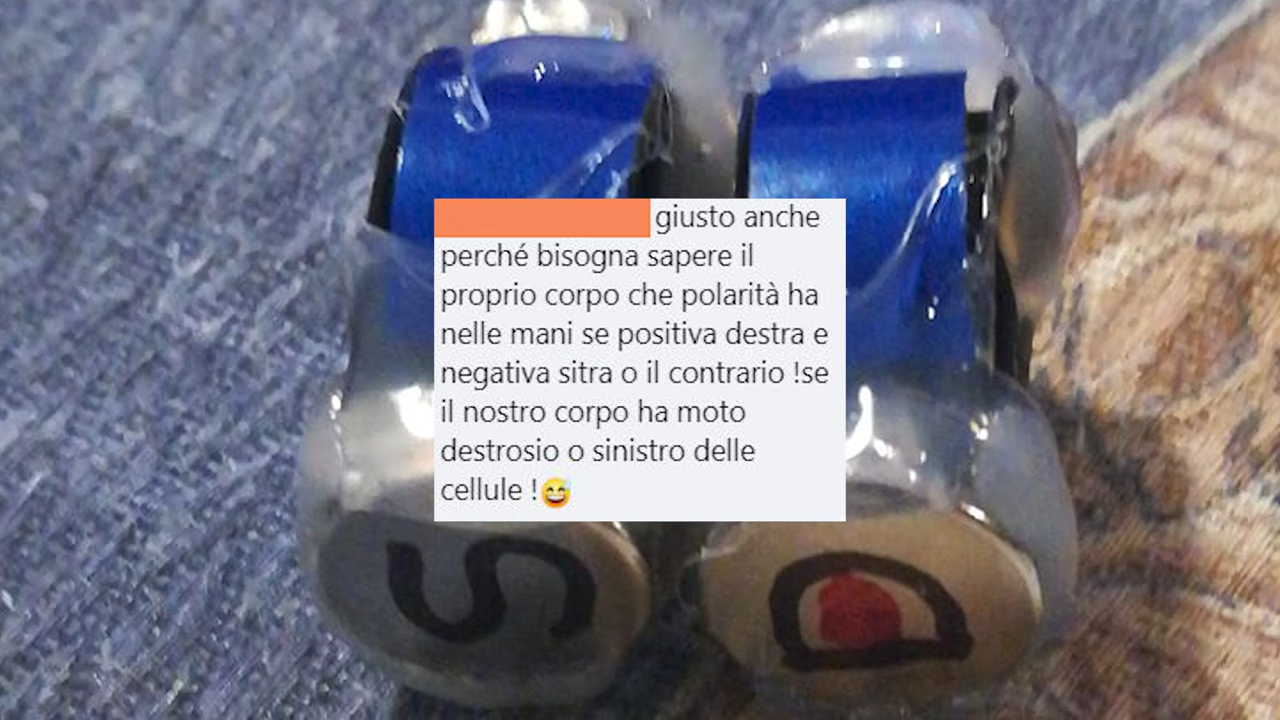 giusto anche
perché bisogna sapere il
proprio corpo che polarità ha
nelle mani se positiva destra e
negativa sitra o il contrario !se
il nostro corpo ha moto
destrosio o sinistro delle
cellule !😅
S D